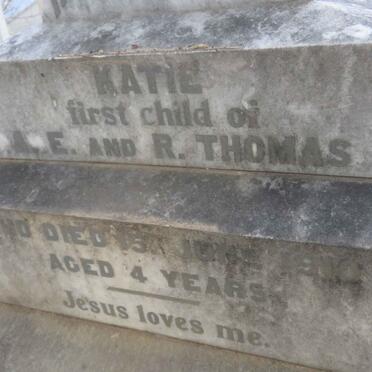 KATIE
first child of
A. E. AND R. THOMAS
DIED
AGED 4 YEARS
Jesus loves me.